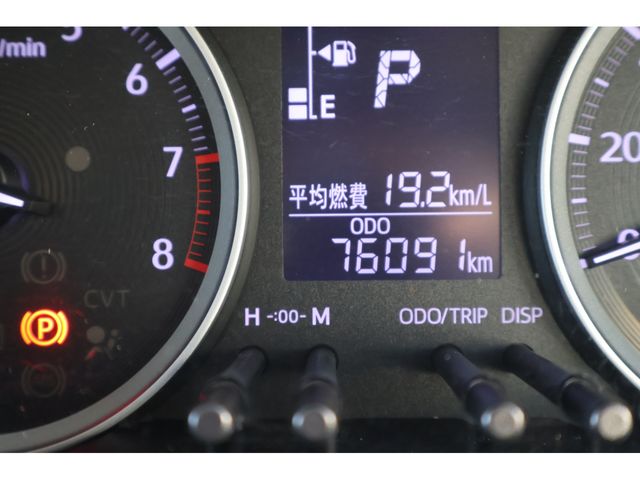 5
/min
6
7
8
P
E
平均燃費 19.2km/L
ODO
76091km
20
0
CVT
P
H -:00- M
ODO/TRIP DISP